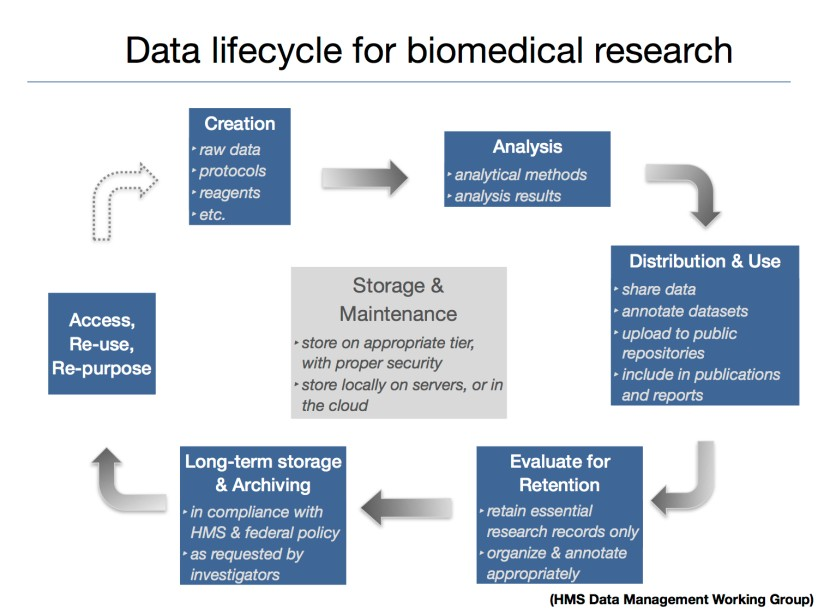 Data lifecycle for biomedical research
Creation
‣ raw data
‣ protocols
‣ reagents
‣ etc.
Analysis
‣ analytical methods
‣ analysis results
Distribution & Use
‣ share data
‣ annotate datasets
‣ upload to public
repositories
‣ include in publications
and reports
Storage &
Maintenance
‣ store on appropriate tier,
with proper security
‣ store locally on servers, or in
the cloud
Access,
Re-use,
Re-purpose
Long-term storage
& Archiving
‣ in compliance with
HMS & federal policy
‣ as requested by
investigators
Evaluate for
Retention
‣ retain essential
research records only
‣ organize & annotate
appropriately
(HMS Data Management Working Group)